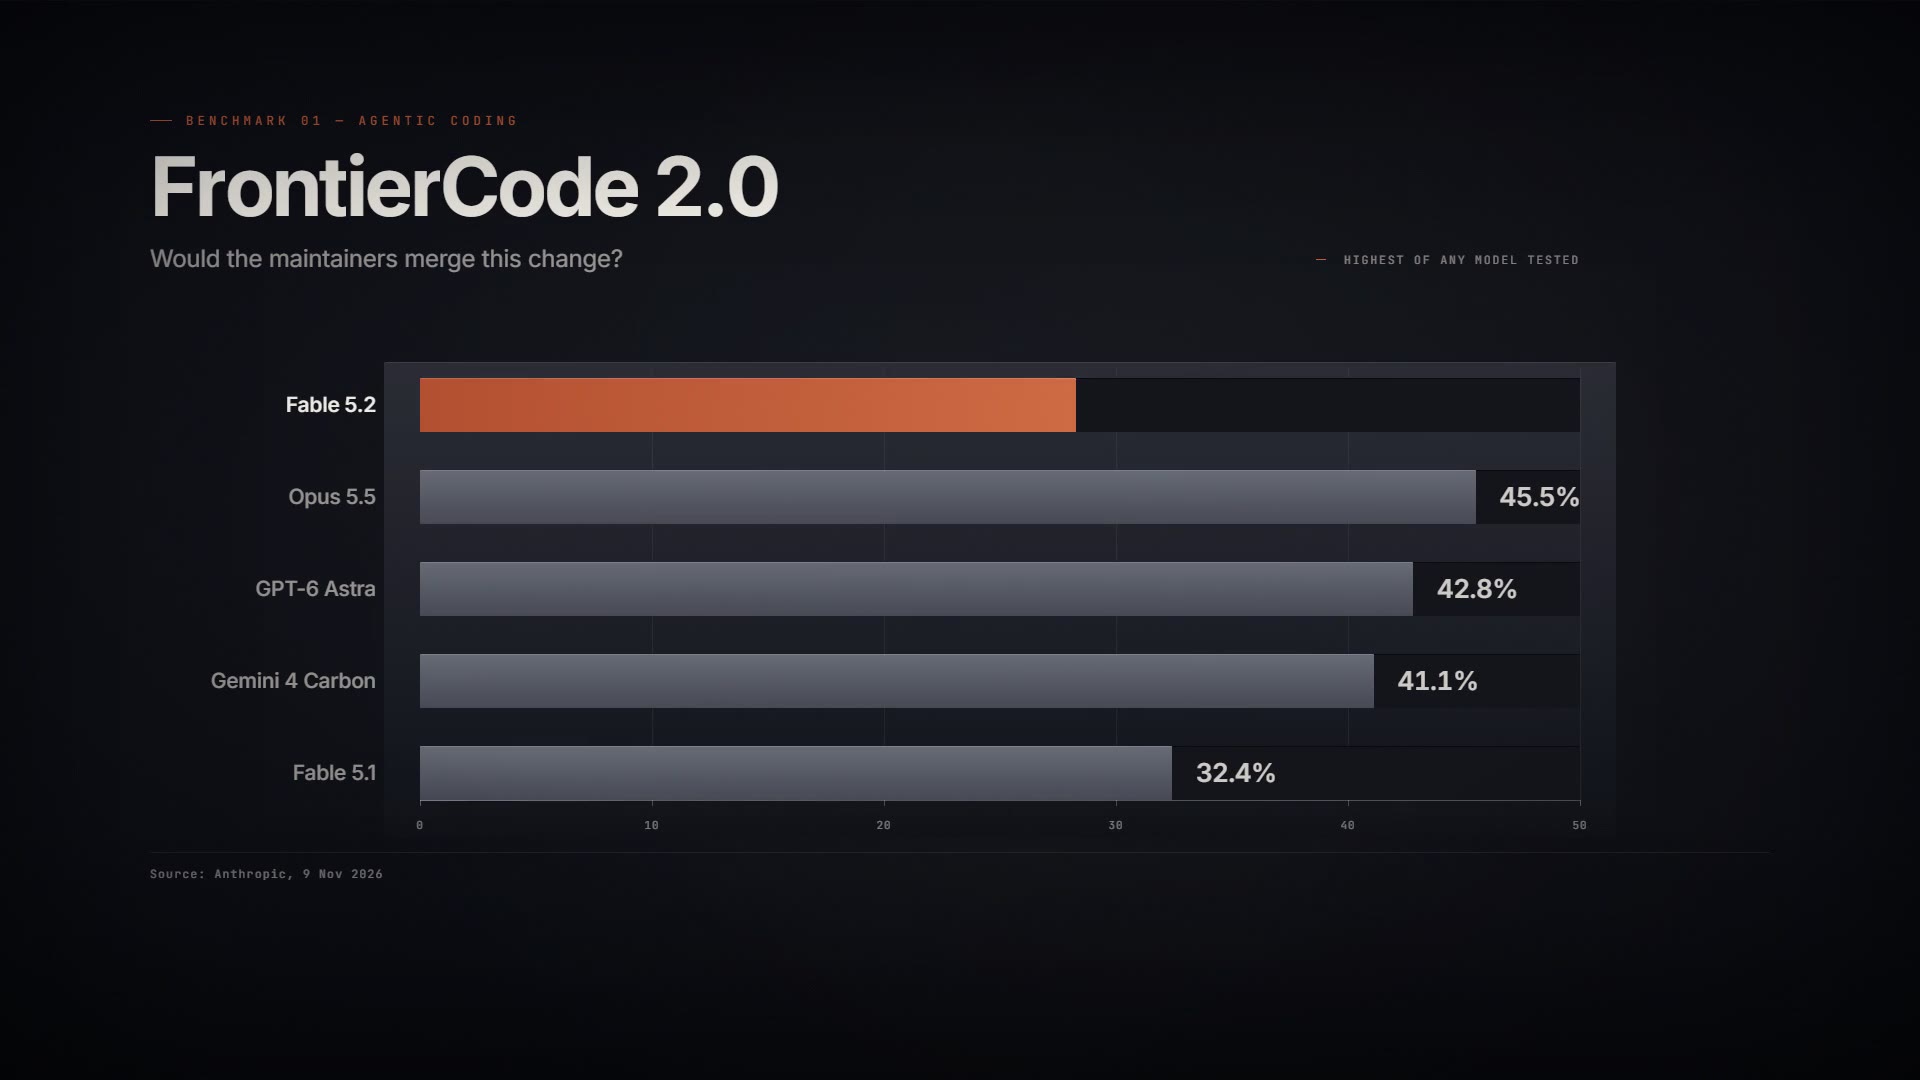 BENCHMARK 01 — AGENTIC CODING
FrontierCode 2.0
Would the maintainers merge this change?
— HIGHEST OF ANY MODEL TESTED
Fable 5.2
Opus 5.5 45.5%
GPT-6 Astra 42.8%
Gemini 4 Carbon 41.1%
Fable 5.1 32.4%
0 10 20 30 40 50
Source: Anthropic, 9 Nov 2026